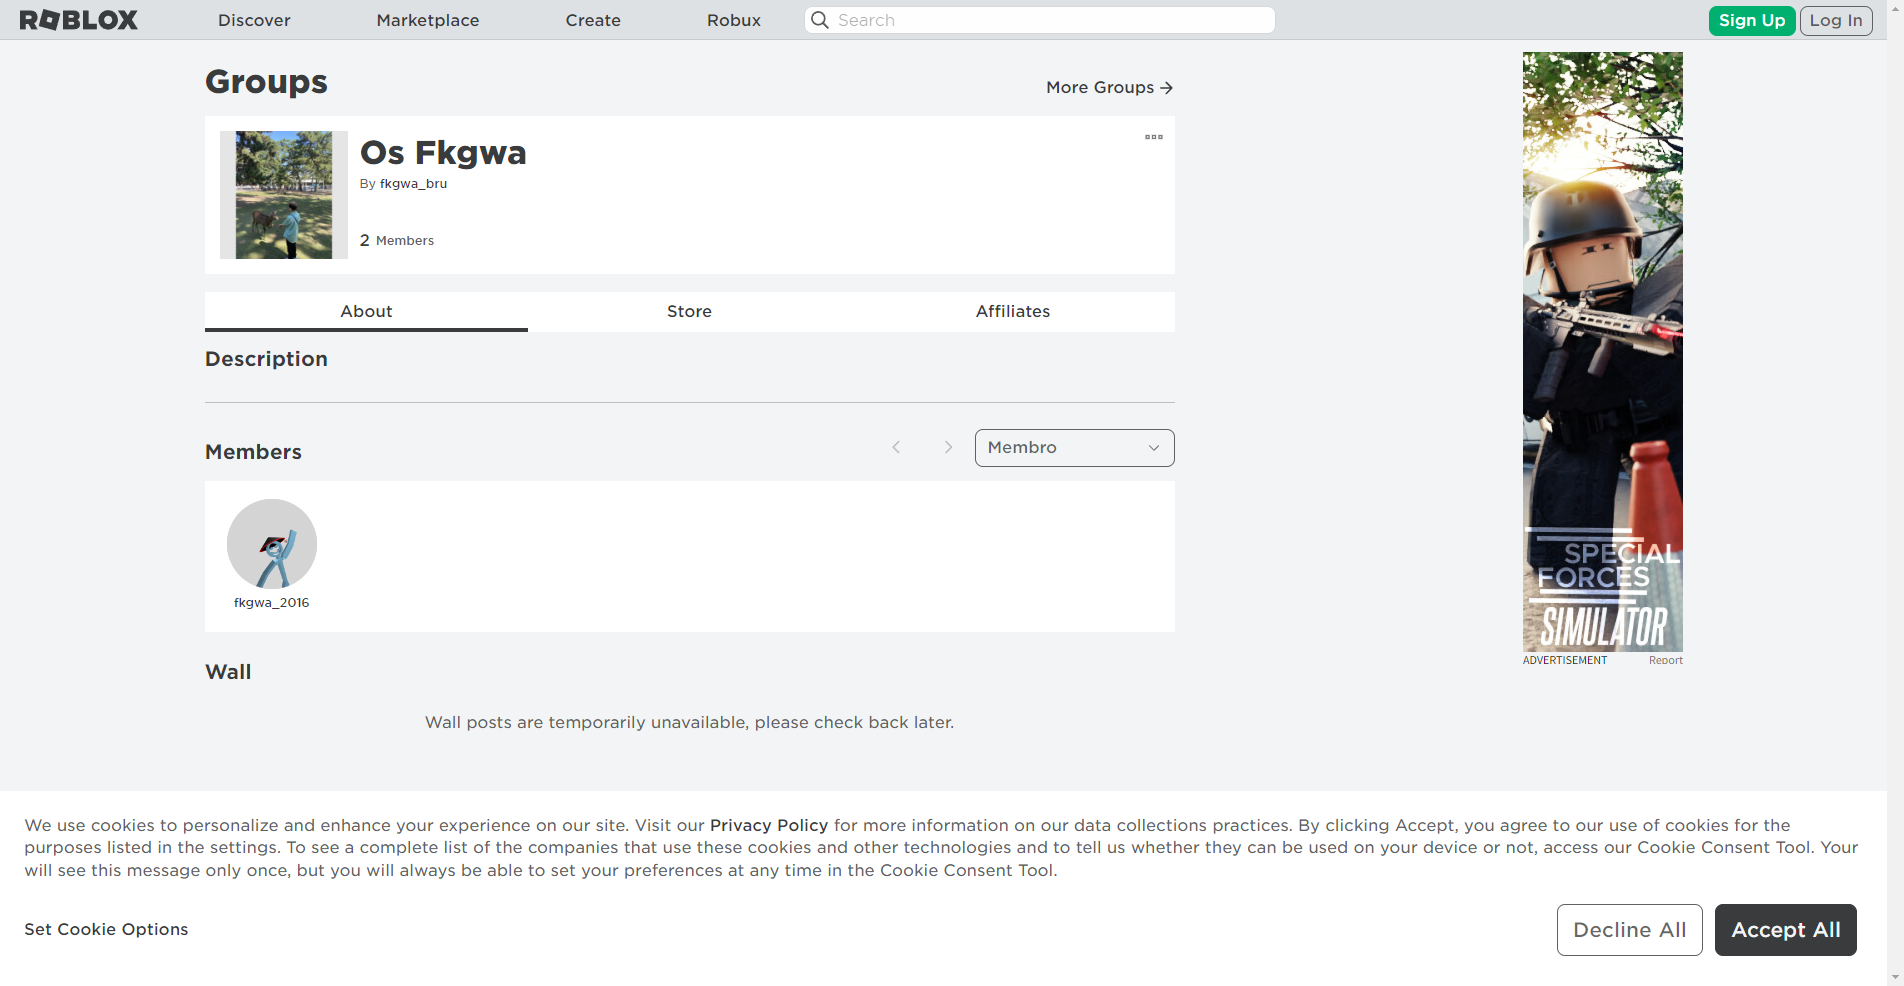 ROBLOX
Discover
Marketplace
Create
Robux
Search
Sign Up
Log In
Groups
More Groups
Os Fkgwa
By fkgwa_bru
2 Members
About
Store
Affiliates
Description
Members
Membro
fkgwa_2016
Wall
Wall posts are temporarily unavailable, please check back later.
SPECIAL
FORCES
SIMULATOR
ADVERTISEMENT
Report
We use cookies to personalize and enhance your experience on our site. Visit our Privacy Policy for more information on our data collections practices. By clicking Accept, you agree to our use of cookies for the
purposes listed in the settings. To see a complete list of the companies that use these cookies and other technologies and to tell us whether they can be used on your device or not, access our Cookie Consent Tool. Your
will see this message only once, but you will always be able to set your preferences at any time in the Cookie Consent Tool.
Set Cookie Options
Decline All
Accept All